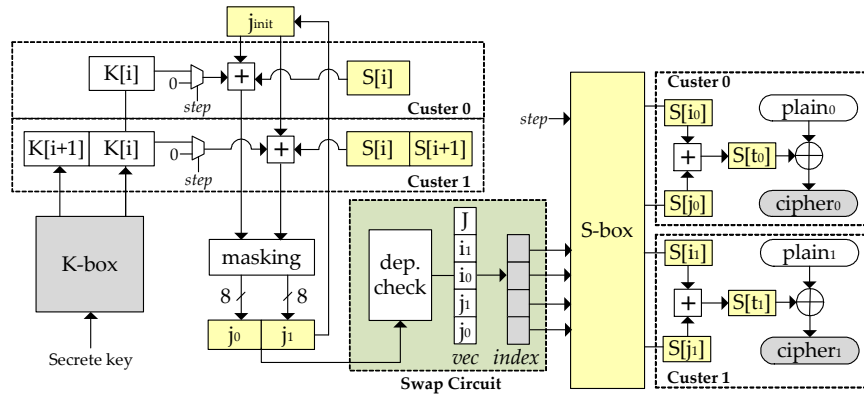 jinit
K[i]
0
step
+
S[i]
Custer 0
K[i+1] K[i]
0
step
+
S[i] S[i+1]
Custer 1
K-box
Secrete key
masking
8 8
j0 j1
dep.
check
J
i1
i0
j1
j0
vec
index
Swap Circuit
step
S-box
Custer 0
S[i0]
plain0
+
S[t0]
S[j0]
cipher0
S[i1]
plain1
+
S[t1]
S[j1]
cipher1
Custer 1